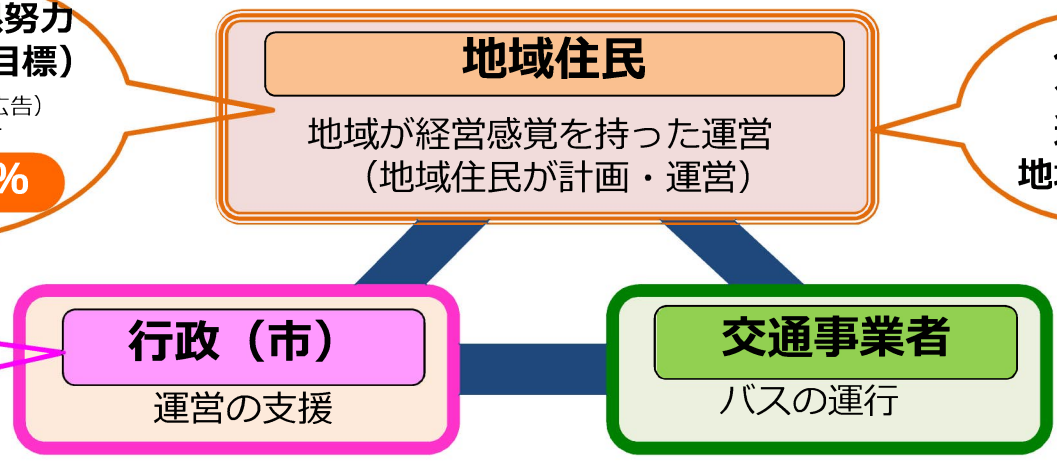 努力
目標）
広告）
%
地域住民
地域が経営感覚を持った運営
（地域住民が計画・運営）
地
行政（市）
運営の支援
交通事業者
バスの運行